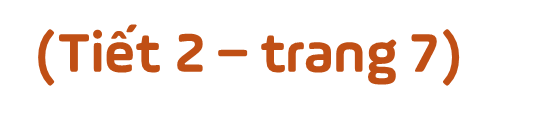 (Tiết 2 – trang 7)